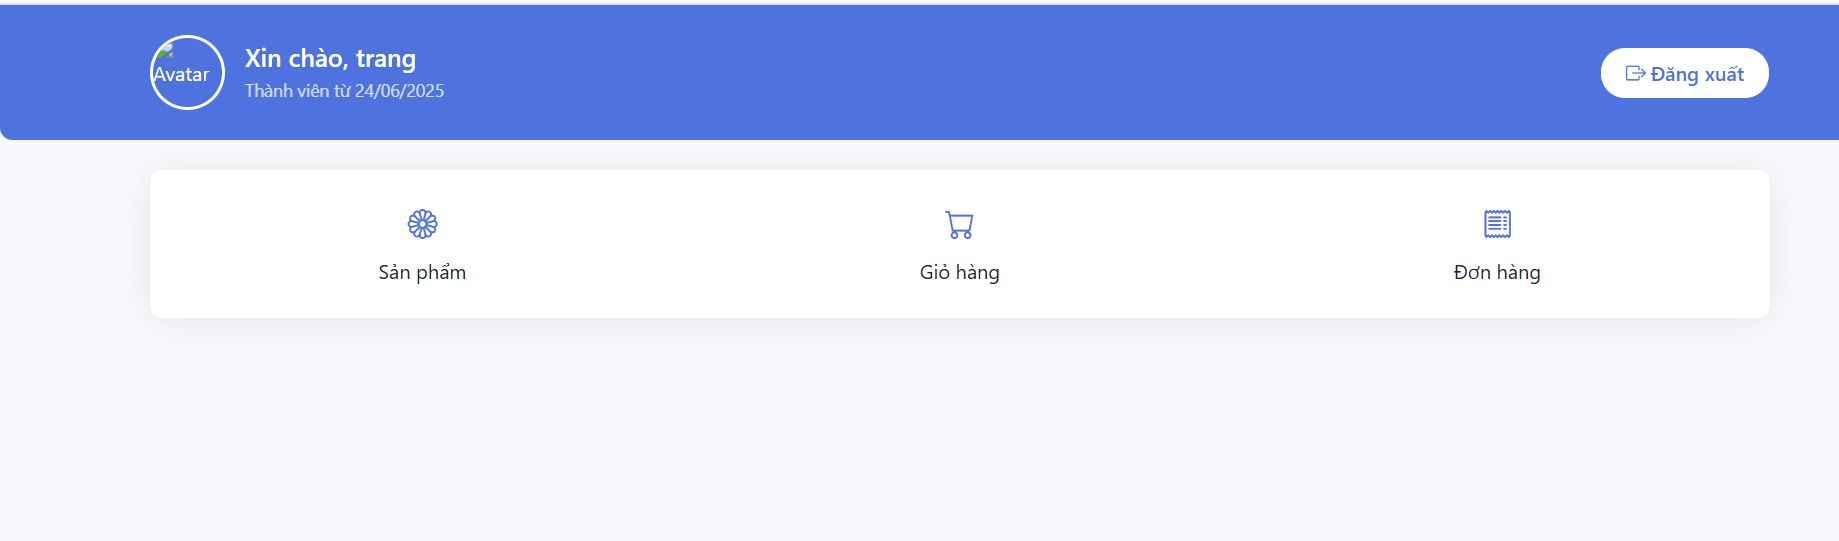 Avatar
Xin chào, trang
Thành viên từ 24/06/2025
Đăng xuất
Sản phẩm
Giỏ hàng
Đơn hàng